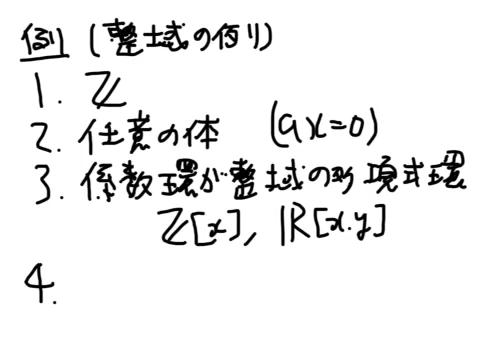 例 (整域の例)
1. ℤ
2. 任意の体 (ax=0)
3. 係数環が整域の多項式環
ℤ[x], ℝ[x.y]
4.